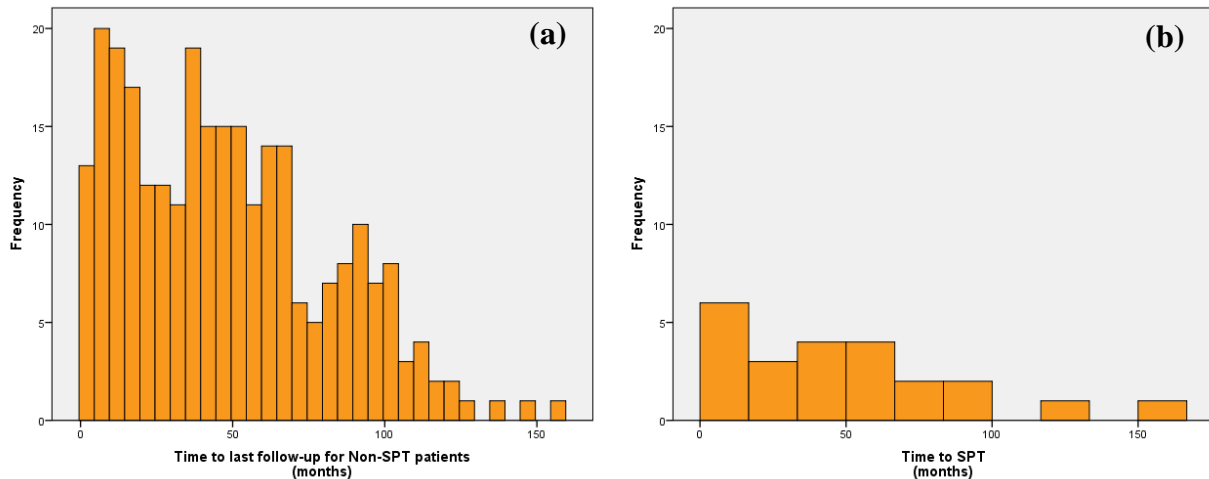 (a)
20
15
10
5
0
Frequency
0 50 100 150
Time to last follow-up for Non-SPT patients
(months)
(b)
20
15
10
5
0
Frequency
0 50 100 150
Time to SPT
(months)